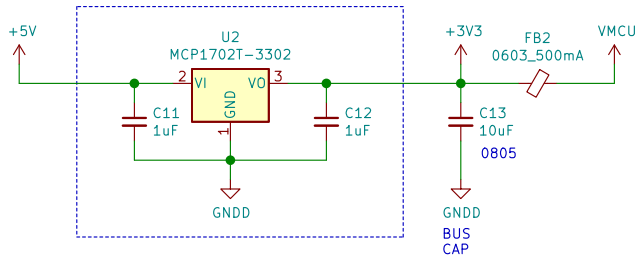 +5V
U2
MCP1702T-3302
2
VI
VO
3
GND
1
C11
1uF
C12
1uF
GNDD
+3V3
FB2
0603_500mA
VMCU
C13
10uF
0805
GNDD
BUS
CAP